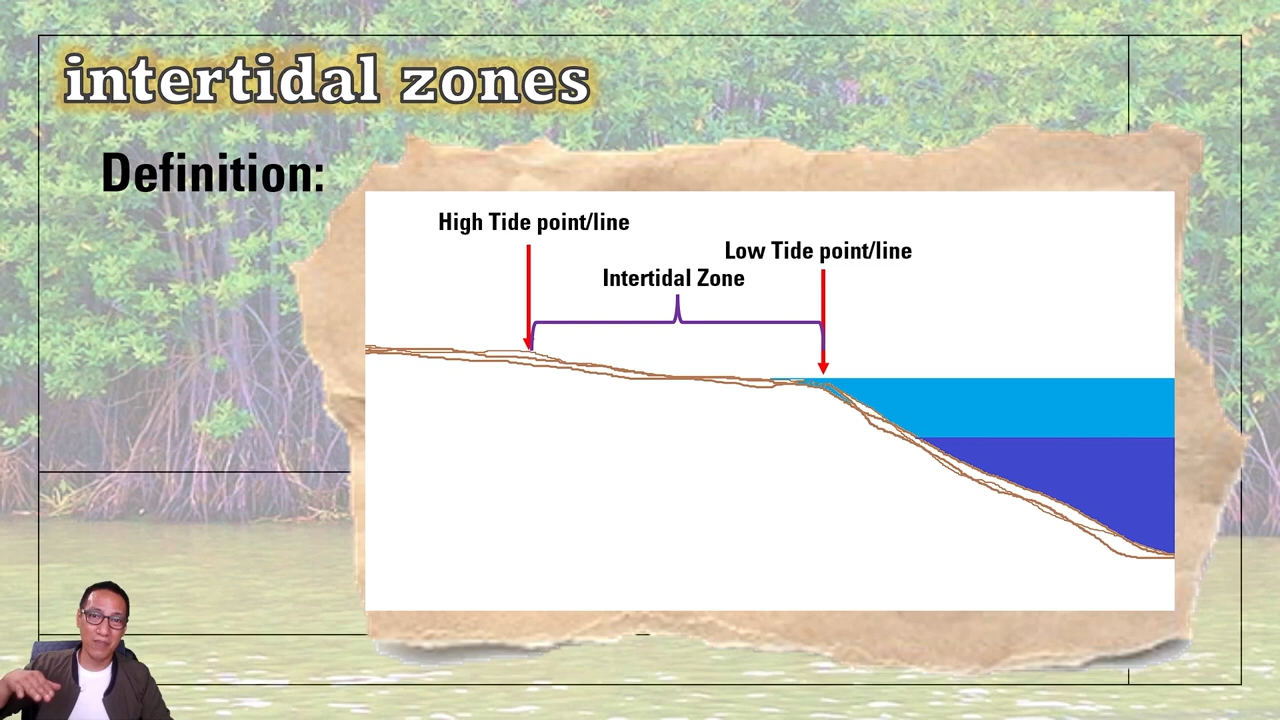 intertidal zones
Definition:
High Tide point/line
Low Tide point/line
Intertidal Zone